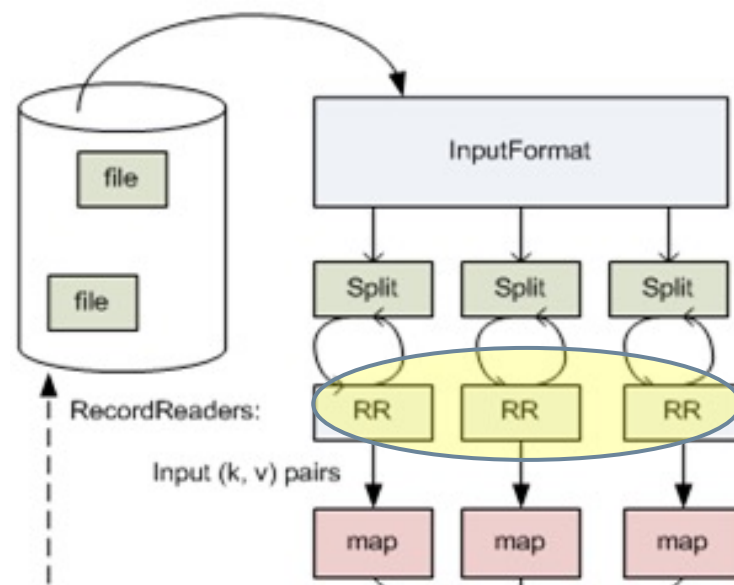 file
InputFormat
file
Split Split Split
RecordReaders: RR RR RR
Input (k, v) pairs
map map map